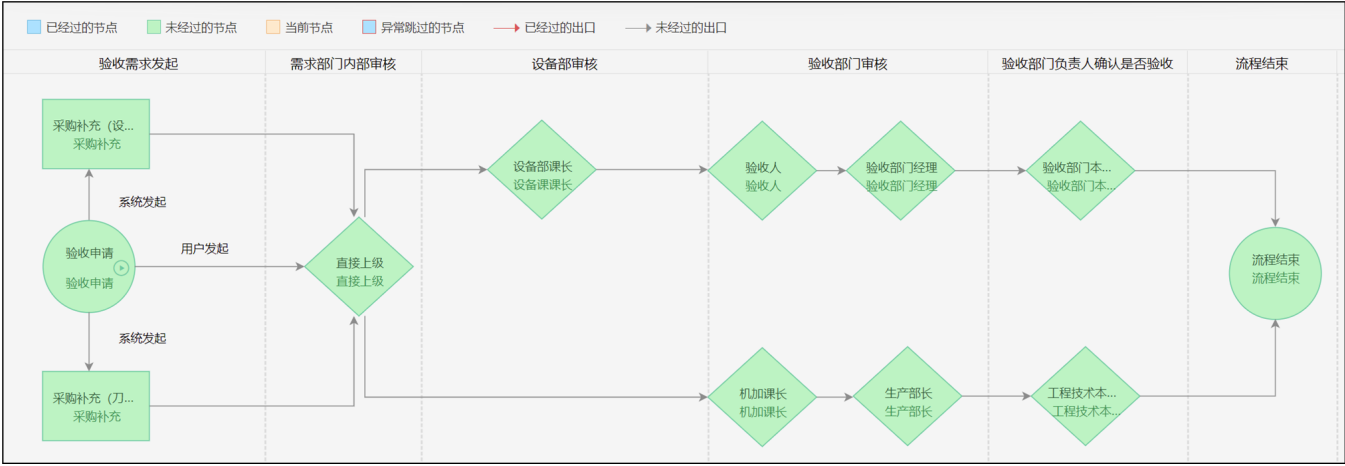 已经过的节点 未经过的节点 当前节点 异常跳过的节点 已经过的出口 未经过的出口
验收需求发起 需求部门内部审核 设备部审核 验收部门审核 验收部门负责人确认是否验收 流程结束
采购补充（设...
采购补充
系统发起
验收申请
验收申请
用户发起
系统发起
采购补充（刀...
采购补充
直接上级
直接上级
设备部课长
设备课课长
验收人
验收人
验收部门经理
验收部门经理
验收部门本...
验收部门本...
机加课长
机加课长
生产部长
生产部长
工程技术本...
工程技术本...
流程结束
流程结束